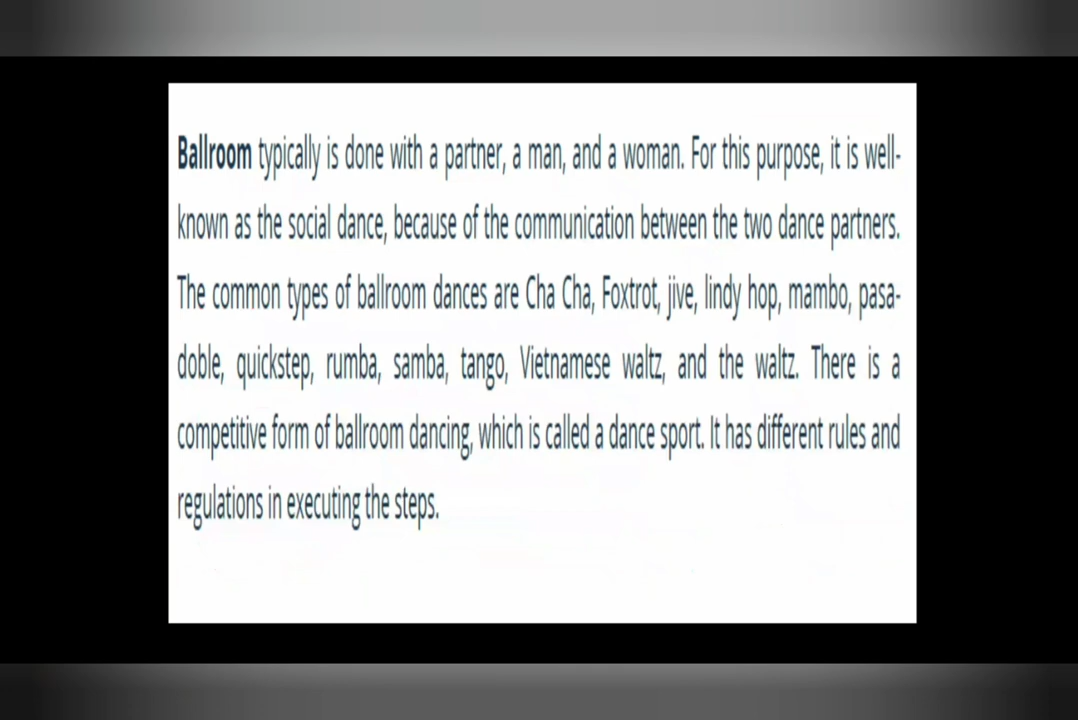 Ballroom typically is done with a partner, a man, and a woman. For this purpose, it is well-
known as the social dance, because of the communication between the two dance partners.
The common types of ballroom dances are Cha Cha, Foxtrot, jive, lindy hop, mambo, pasa-
doble, quickstep, rumba, samba, tango, Vietnamese waltz, and the waltz. There is a
competitive form of ballroom dancing, which is called a dance sport. It has different rules and
regulations in executing the steps.